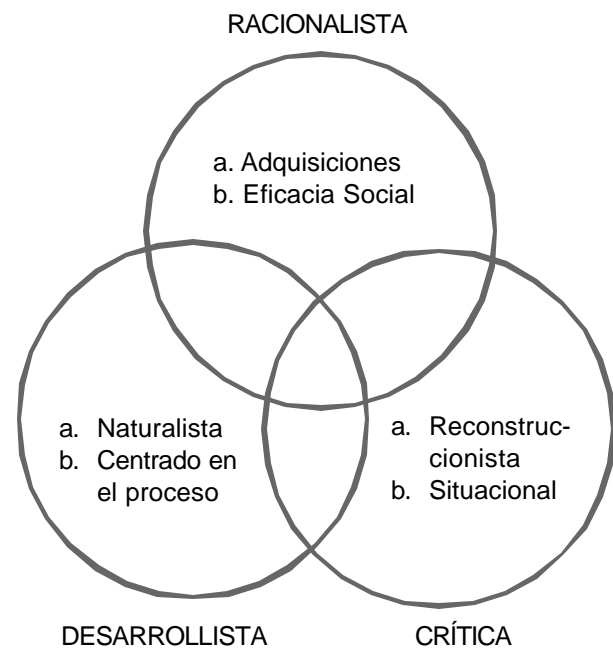 RACIONALISTA
a. Adquisiciones
b. Eficacia Social
a. Naturalista
b. Centrado en
el proceso
a. Reconstruc-
cionista
b. Situacional
DESARROLLISTA
CRÍTICA